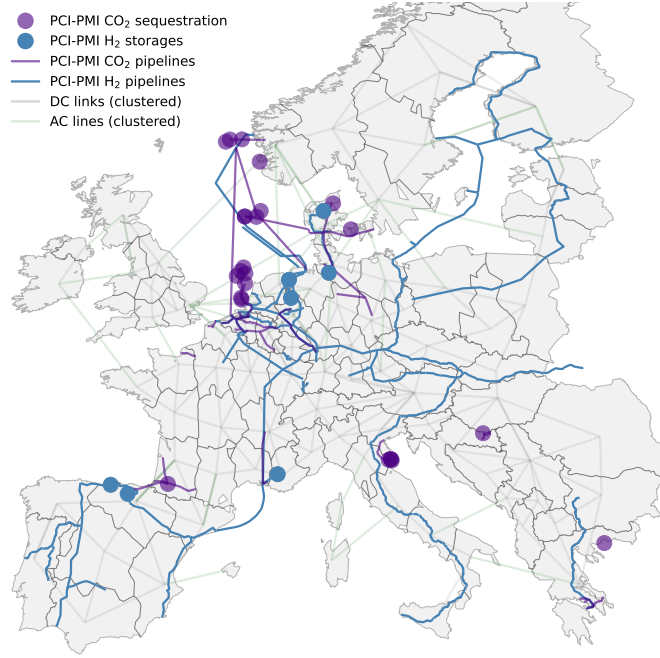 PCI-PMI CO₂ sequestration
PCI-PMI H₂ storages
PCI-PMI CO₂ pipelines
PCI-PMI H₂ pipelines
DC links (clustered)
AC lines (clustered)